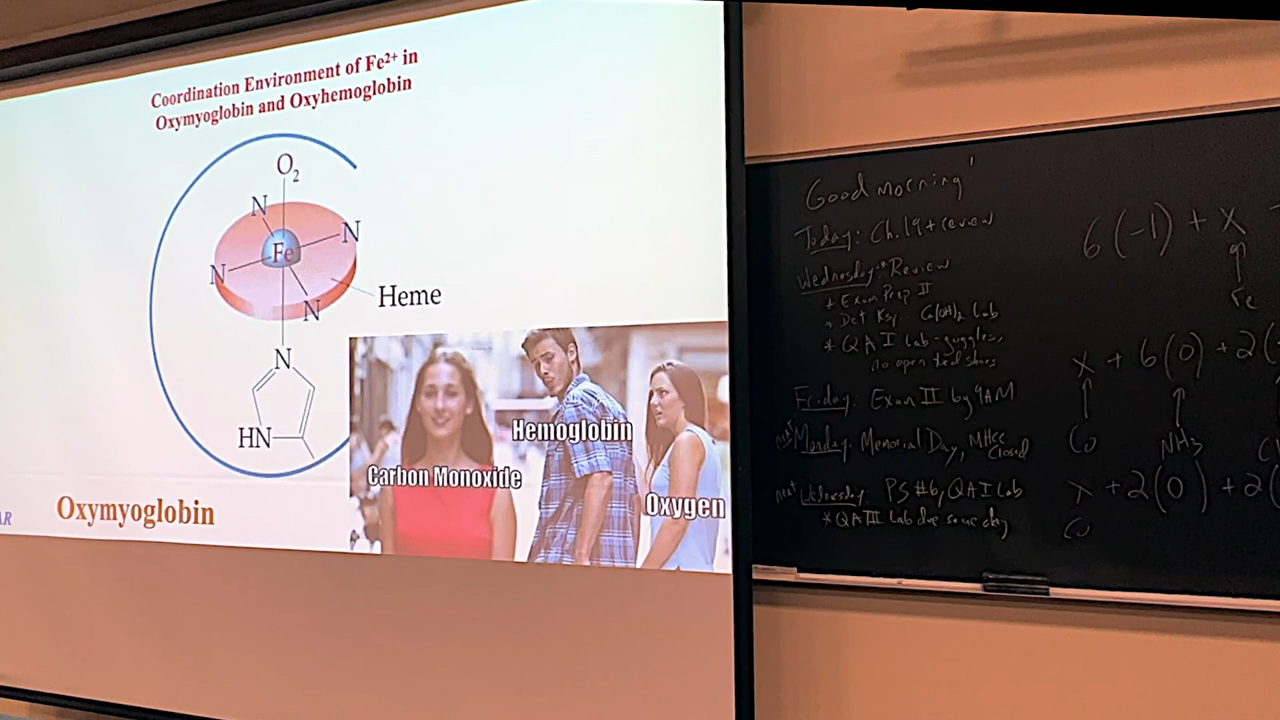 Coordination Environment of Fe²⁺ in
Oxymyoglobin and Oxyhemoglobin
O₂
N
N
Fe
N
N
Heme
N
HN
Carbon Monoxide
Hemoglobin
Oxygen
Oxymyoglobin
AR
Good morning!
Today: Ch. 19 + review
Wednesday: * Review
* Exam Prep II
* Det Ksp Ca(OH)₂ Lab
* QA I Lab - goggles,
no open toed shoes
Friday: Exam II by 9AM
next Monday: Memorial Day, MHCC
Closed
next Wednesday: PS #6, QA I Lab
* QA III Lab due same day
6(-1) + x
Fe
x + 6(0) + 2(
Co
NH₃
x + 2(0) + 2(
Co